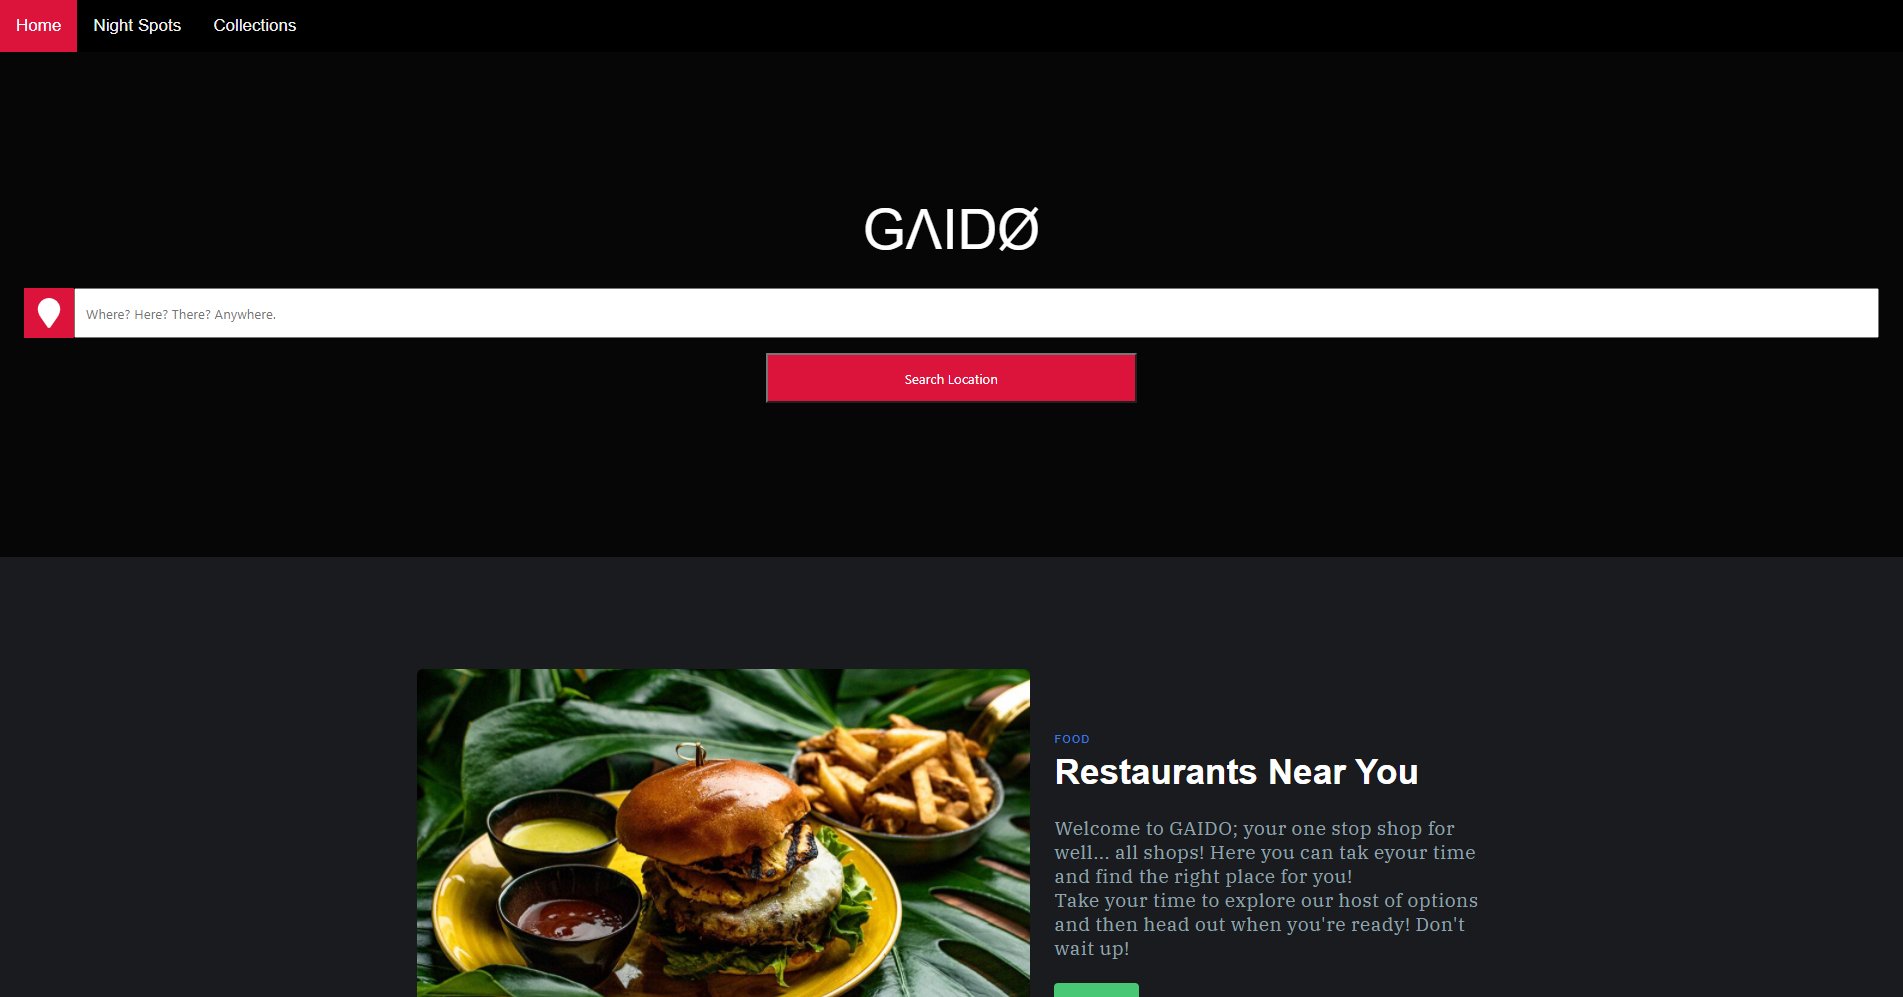 Home Night Spots Collections
GΛIDØ
Where? Here? There? Anywhere.
Search Location
FOOD
Restaurants Near You
Welcome to GAIDO; your one stop shop for
well... all shops! Here you can tak eyour time
and find the right place for you!
Take your time to explore our host of options
and then head out when you're ready! Don't
wait up!